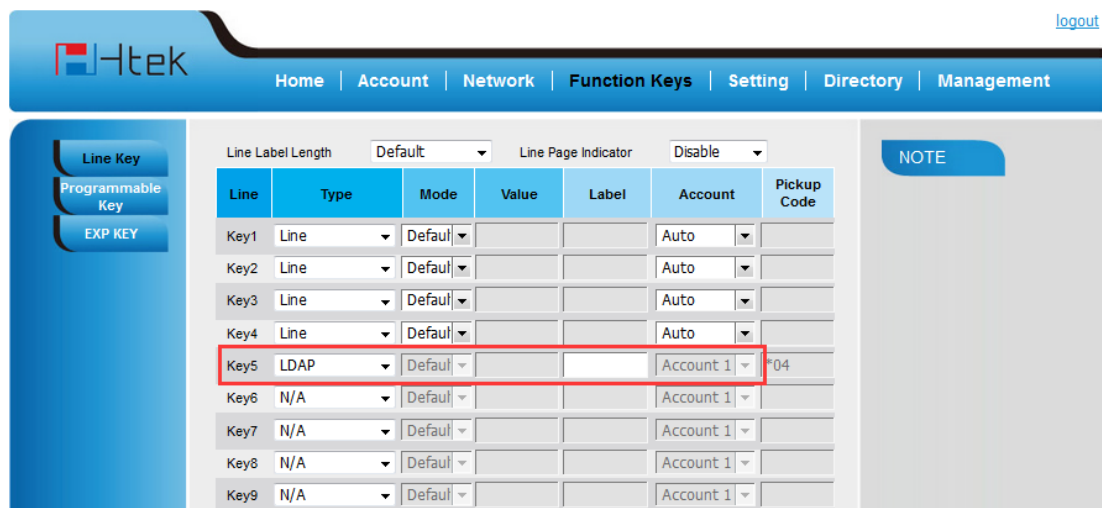 logout
Htek
Home Account Network Function Keys Setting Directory Management
Line Key
Programmable
Key
EXP KEY
Line Label Length Default Line Page Indicator Disable
NOTE
Line Type Mode Value Label Account Pickup Code
Key1 Line Defaul Auto
Key2 Line Defaul Auto
Key3 Line Defaul Auto
Key4 Line Defaul Auto
Key5 LDAP Defaul Account 1 *04
Key6 N/A Defaul Account 1
Key7 N/A Defaul Account 1
Key8 N/A Defaul Account 1
Key9 N/A Defaul Account 1